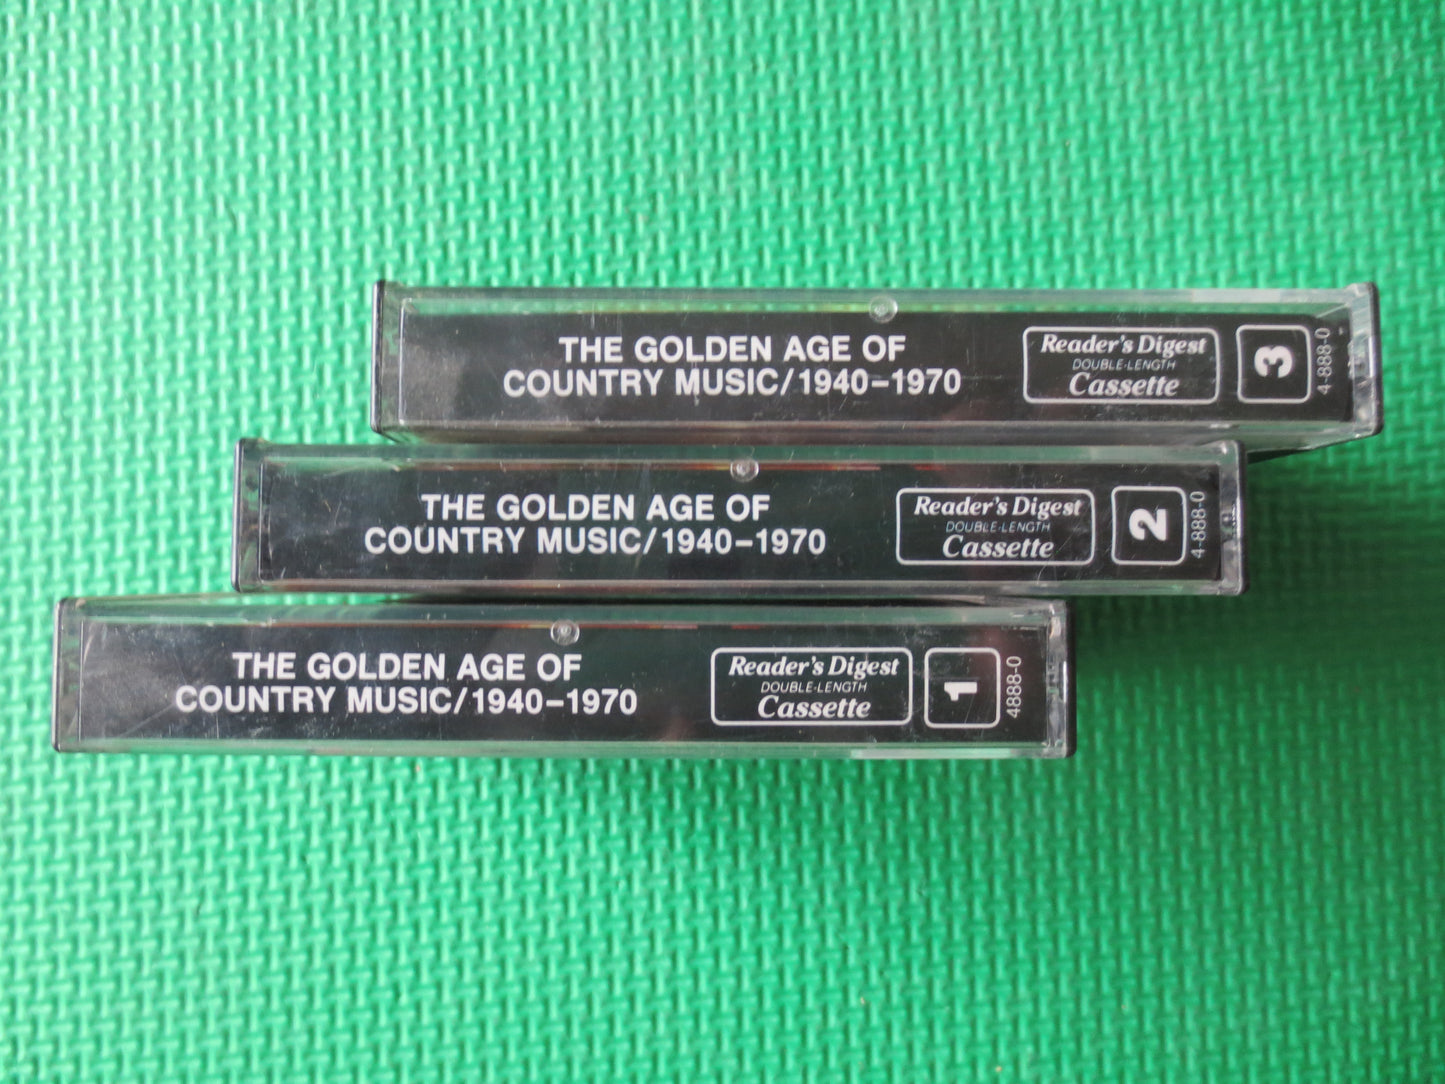 THE GOLDEN AGE OF
COUNTRY MUSIC/1940-1970
Reader's Digest
DOUBLE-LENGTH
Cassette
3
4-888-0
THE GOLDEN AGE OF
COUNTRY MUSIC/1940-1970
Reader's Digest
DOUBLE-LENGTH
Cassette
2
4-888-0
THE GOLDEN AGE OF
COUNTRY MUSIC/1940-1970
Reader's Digest
DOUBLE-LENGTH
Cassette
1
4888-0